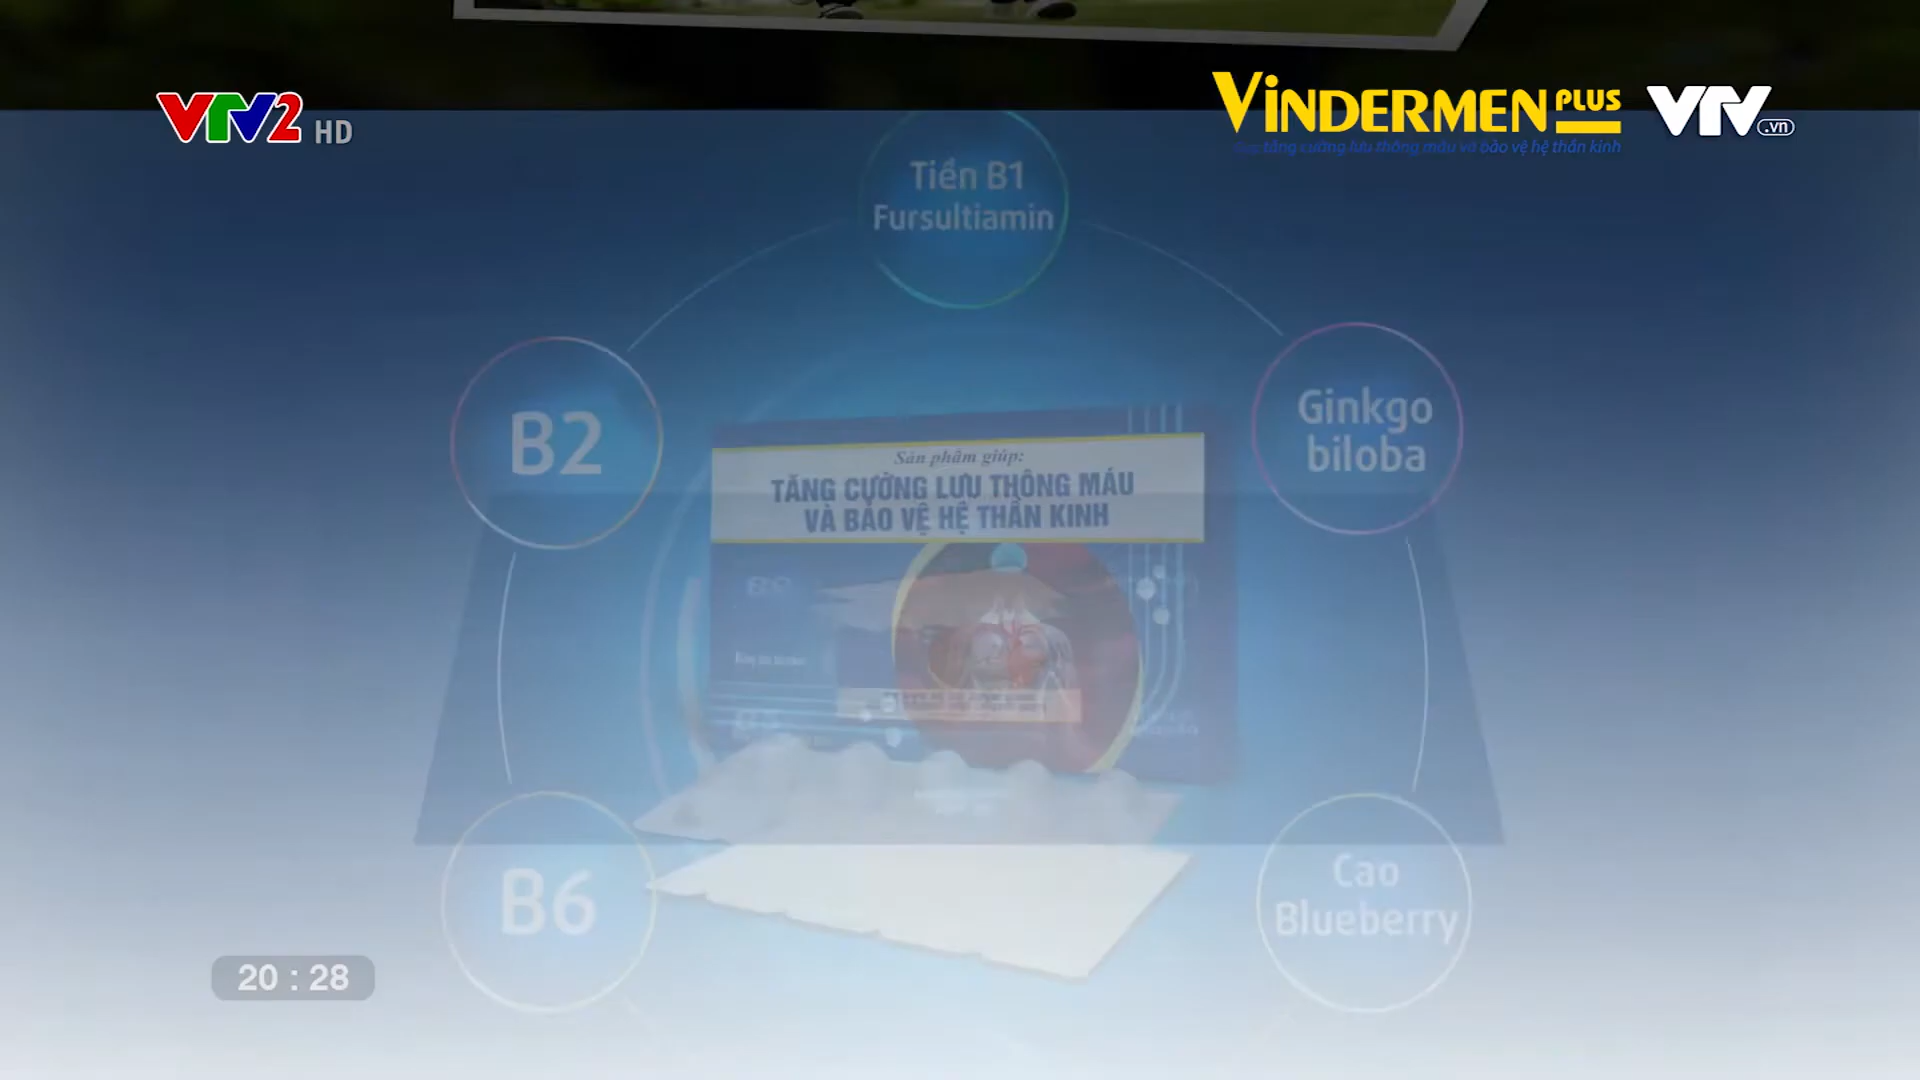 VTV2 HD
VINDERMEN PLUS
VTV.vn
tăng cường lưu thông máu và bảo vệ hệ thần kinh
Tiền B1
Fursultiamin
B2
Ginkgo
biloba
Sản phẩm giúp:
TĂNG CƯỜNG LƯU THÔNG MÁU
VÀ BẢO VỆ HỆ THẦN KINH
B6
Cao
Blueberry
20 : 28